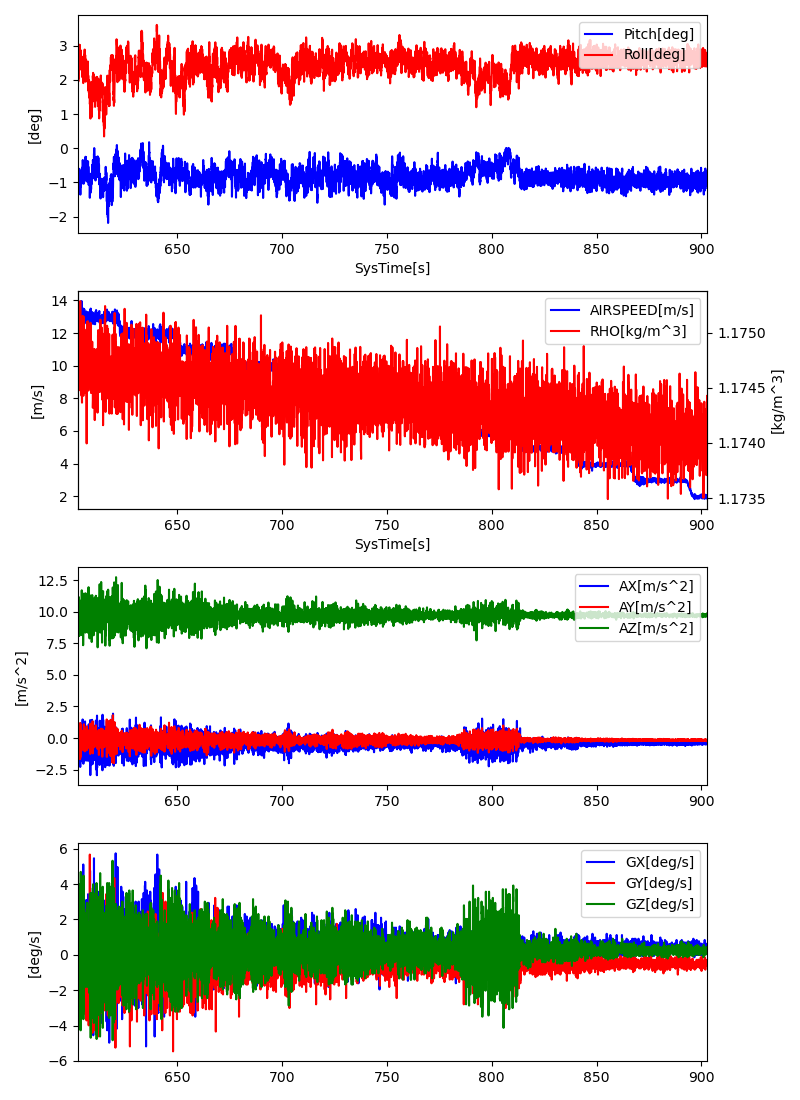 3
2
1
0
−1
−2
[deg]
Pitch[deg]
Roll[deg]
650 700 750 800 850 900
SysTime[s]
14
12
10
8
6
4
2
[m/s]
AIRSPEED[m/s]
RHO[kg/m^3]
1.1750
1.1745
1.1740
1.1735
[kg/m^3]
650 700 750 800 850 900
SysTime[s]
12.5
10.0
7.5
5.0
2.5
0.0
−2.5
[m/s^2]
AX[m/s^2]
AY[m/s^2]
AZ[m/s^2]
650 700 750 800 850 900
6
4
2
0
−2
−4
−6
[deg/s]
GX[deg/s]
GY[deg/s]
GZ[deg/s]
650 700 750 800 850 900